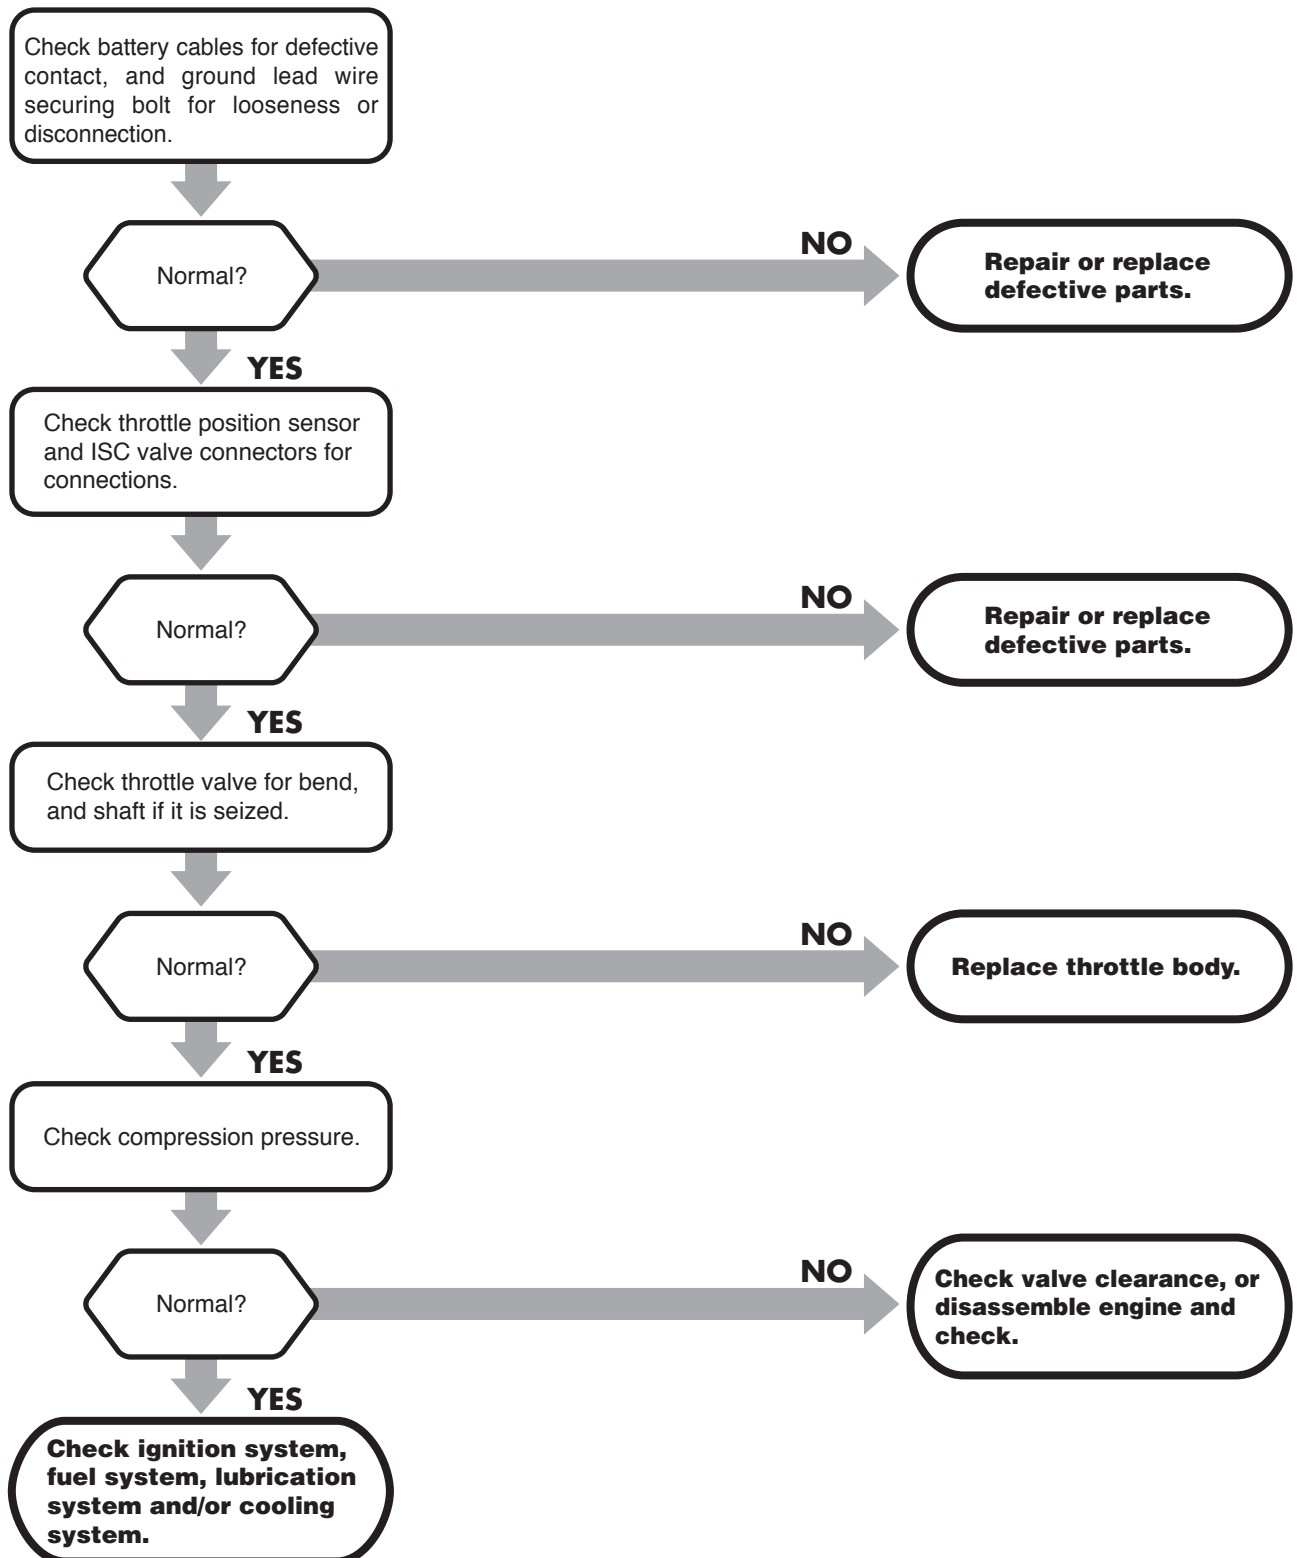 Check battery cables for defective
contact, and ground lead wire
securing bolt for looseness or
disconnection.
Normal?
NO
Repair or replace
defective parts.
YES
Check throttle position sensor
and ISC valve connectors for
connections.
Normal?
NO
Repair or replace
defective parts.
YES
Check throttle valve for bend,
and shaft if it is seized.
Normal?
NO
Replace throttle body.
YES
Check compression pressure.
Normal?
NO
Check valve clearance, or
disassemble engine and
check.
YES
Check ignition system,
fuel system, lubrication
system and/or cooling
system.